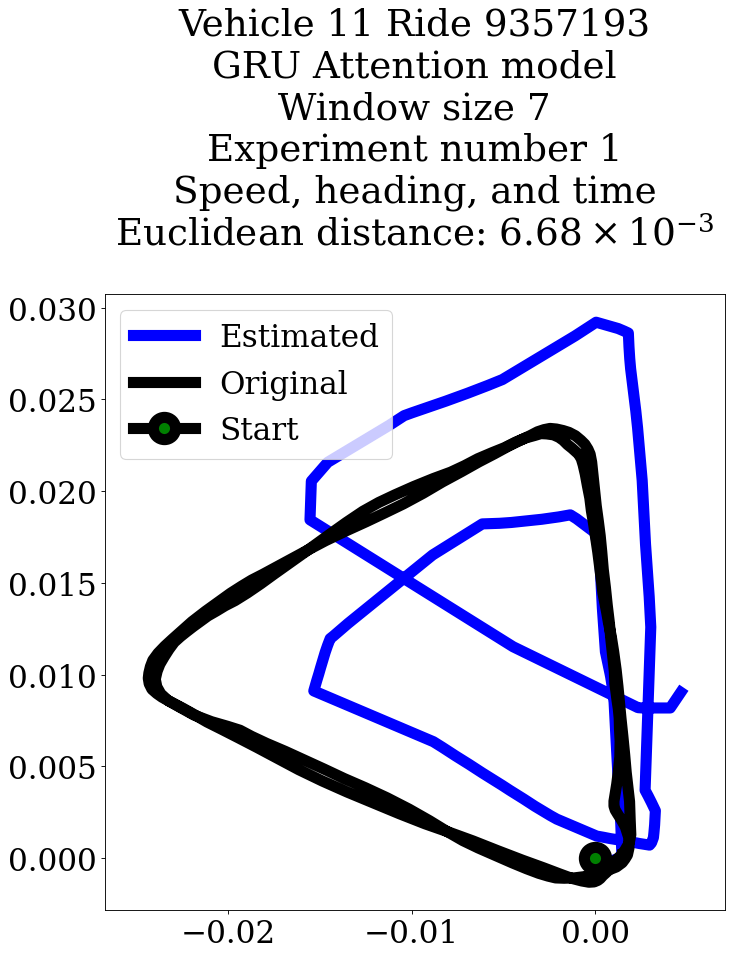 Vehicle 11 Ride 9357193
GRU Attention model
Window size 7
Experiment number 1
Speed, heading, and time
Euclidean distance: 6.68 × 10⁻³
0.030
Estimated
Original
Start
0.025
0.020
0.015
0.010
0.005
0.000
−0.02 −0.01 0.00